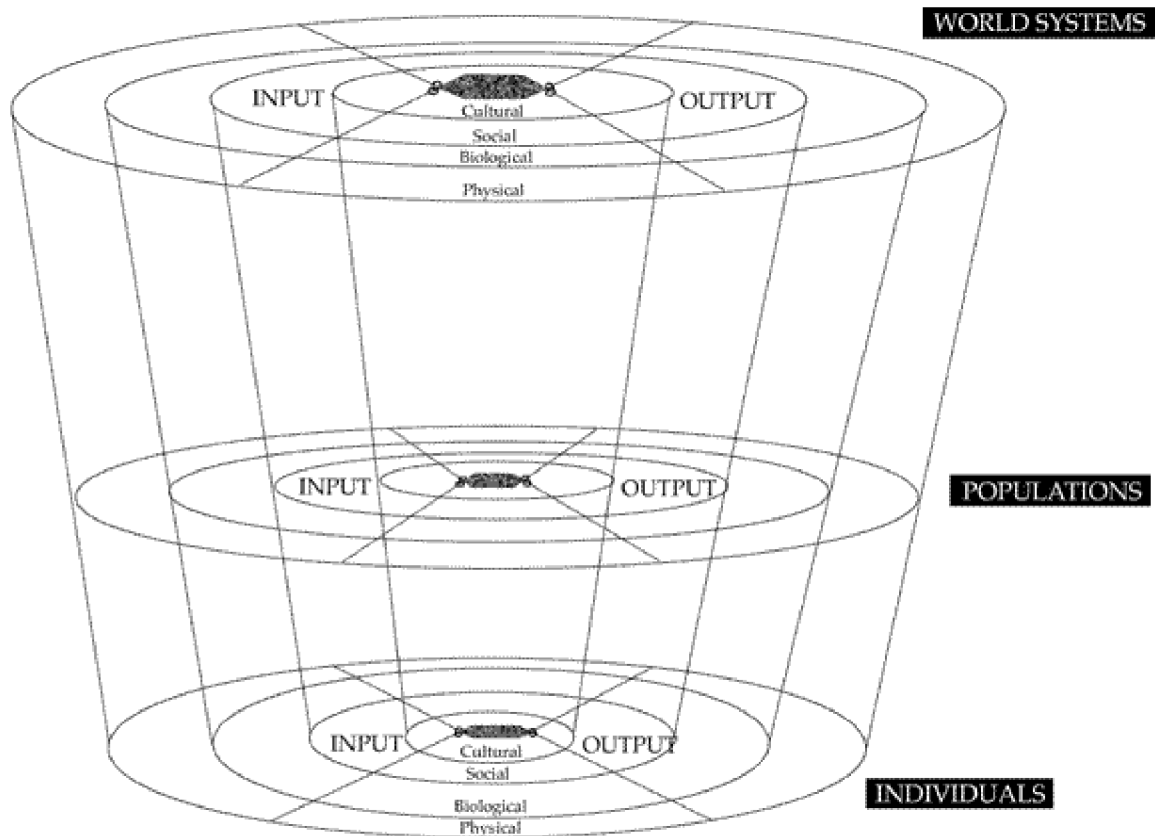 WORLD SYSTEMS
INPUT
OUTPUT
Cultural
Social
Biological
Physical
INPUT
OUTPUT
POPULATIONS
INPUT
OUTPUT
Cultural
Social
Biological
Physical
INDIVIDUALS